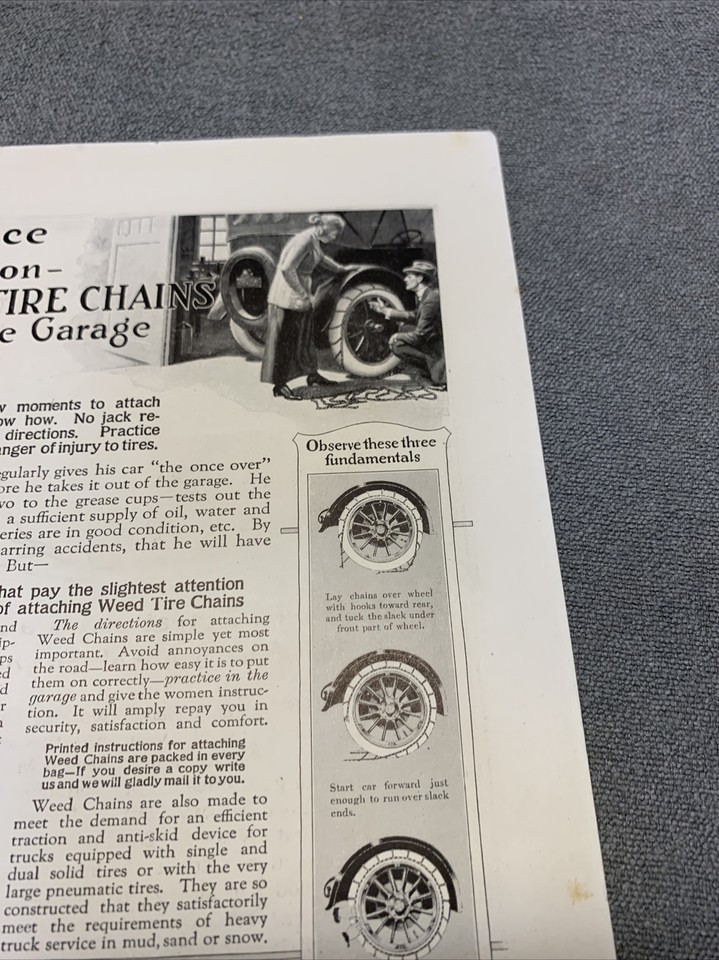 ce
on-
TIRE CHAINS
e Garage
moments to attach
ow how. No jack re-
directions. Practice
anger of injury to tires.
egularly gives his car "the once over"
ore he takes it out of the garage. He
wo to the grease cups—tests out the
a sufficient supply of oil, water and
eries are in good condition, etc. By
arring accidents, that he will have
But—
hat pay the slightest attention
of attaching Weed Tire Chains
nd
ip-
ps
ed
d
r
The directions for attaching
Weed Chains are simple yet most
important. Avoid annoyances on
the road—learn how easy it is to put
them on correctly—practice in the
garage and give the women instruc-
tion. It will amply repay you in
security, satisfaction and comfort.
Printed instructions for attaching
Weed Chains are packed in every
bag—If you desire a copy write
us and we will gladly mail it to you.
Weed Chains are also made to
meet the demand for an efficient
traction and anti-skid device for
trucks equipped with single and
dual solid tires or with the very
large pneumatic tires. They are so
constructed that they satisfactorily
meet the requirements of heavy
truck service in mud, sand or snow.
Observe these three
fundamentals
Lay chains over wheel
with hooks toward rear,
and tuck the slack under
front part of wheel.
Start car forward just
enough to run over slack
ends.